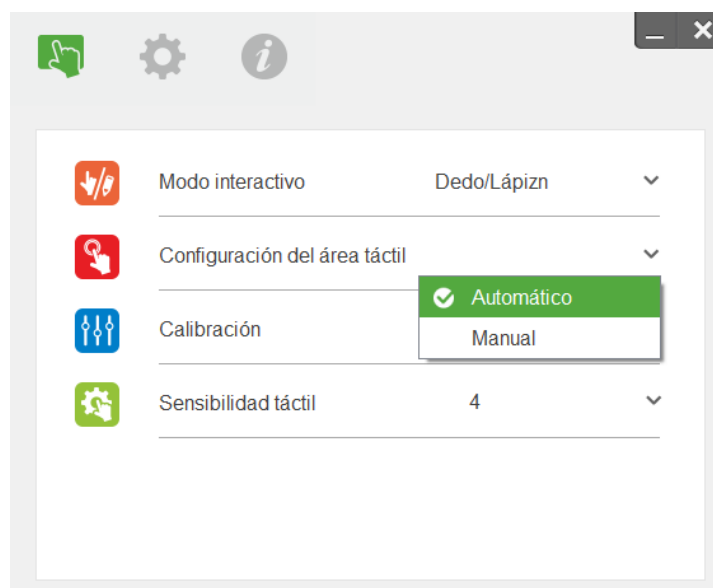 Modo interactivo Dedo/Lápizn
Configuración del área táctil
Automático
Calibración
Manual
Sensibilidad táctil 4